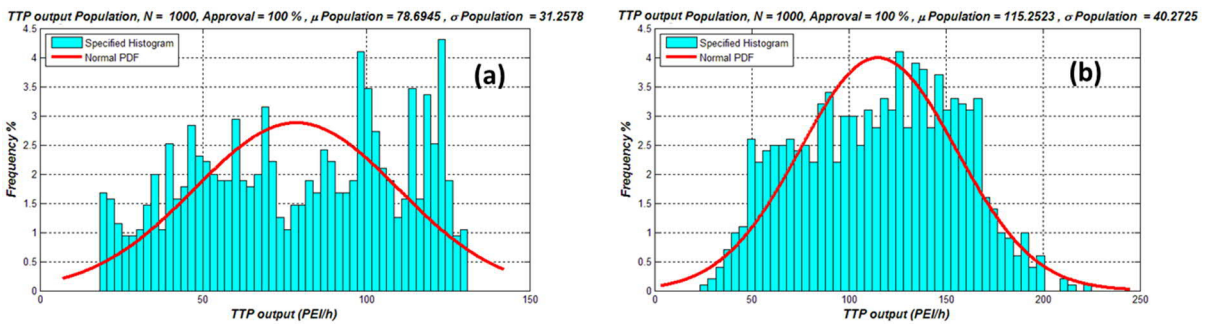 TTP output Population, N = 1000, Approval = 100 % , μ Population = 78.6945 , σ Population = 31.2578
4.5
4
3.5
3
2.5
2
1.5
1
0.5
0
Frequency %
Specified Histogram
Normal PDF
(a)
0
50
100
150
TTP output (PEI/h)
TTP output Population, N = 1000, Approval = 100 % , μ Population = 115.2523 , σ Population = 40.2725
4.5
4
3.5
3
2.5
2
1.5
1
0.5
0
Frequency %
Specified Histogram
Normal PDF
(b)
0
50
100
150
200
250
TTP output (PEI/h)